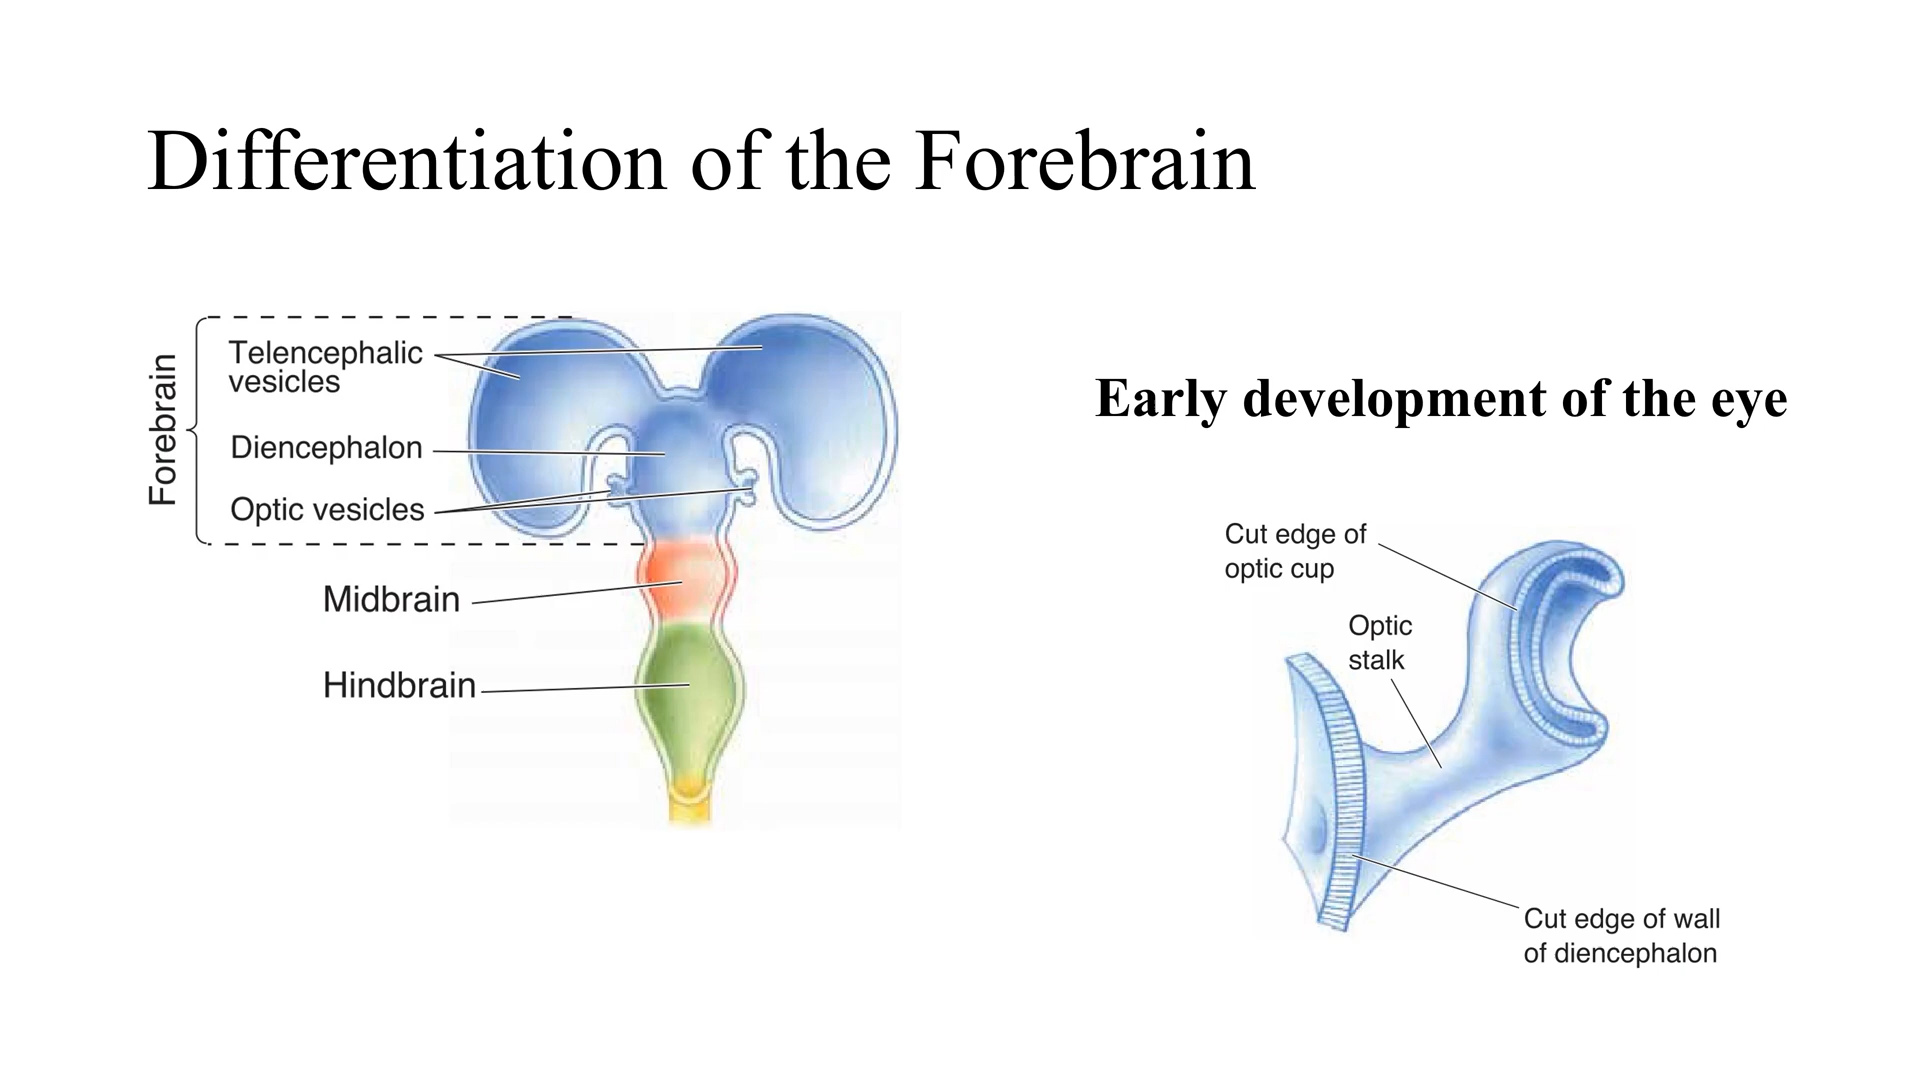 Differentiation of the Forebrain
Forebrain
Telencephalic
vesicles
Diencephalon
Optic vesicles
Midbrain
Hindbrain
Early development of the eye
Cut edge of
optic cup
Optic
stalk
Cut edge of wall
of diencephalon